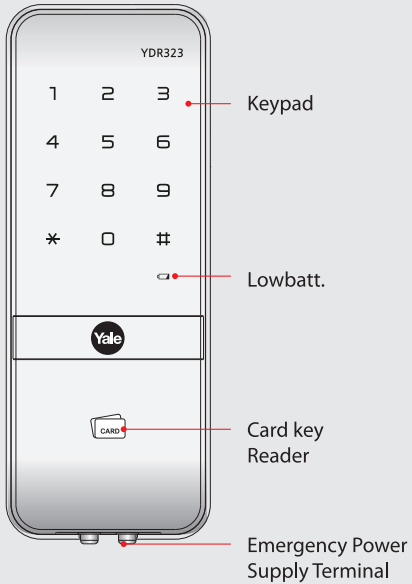 YDR323
1 2 3
Keypad
4 5 6
7 8 9
* 0 #
Lowbatt.
Yale
CARD
Card key
Reader
Emergency Power
Supply Terminal